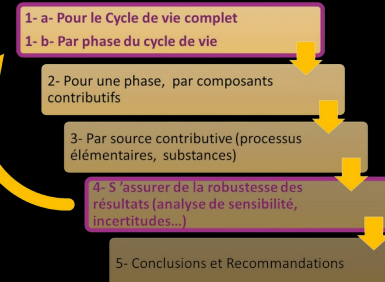 1- a- Pour le Cycle de vie complet
1- b- Par phase du cycle de vie
2- Pour une phase, par composants
contributifs
3- Par source contributive (processus
élémentaires, substances)
4- S ’assurer de la robustesse des
résultats (analyse de sensibilité,
incertitudes...)
5- Conclusions et Recommandations